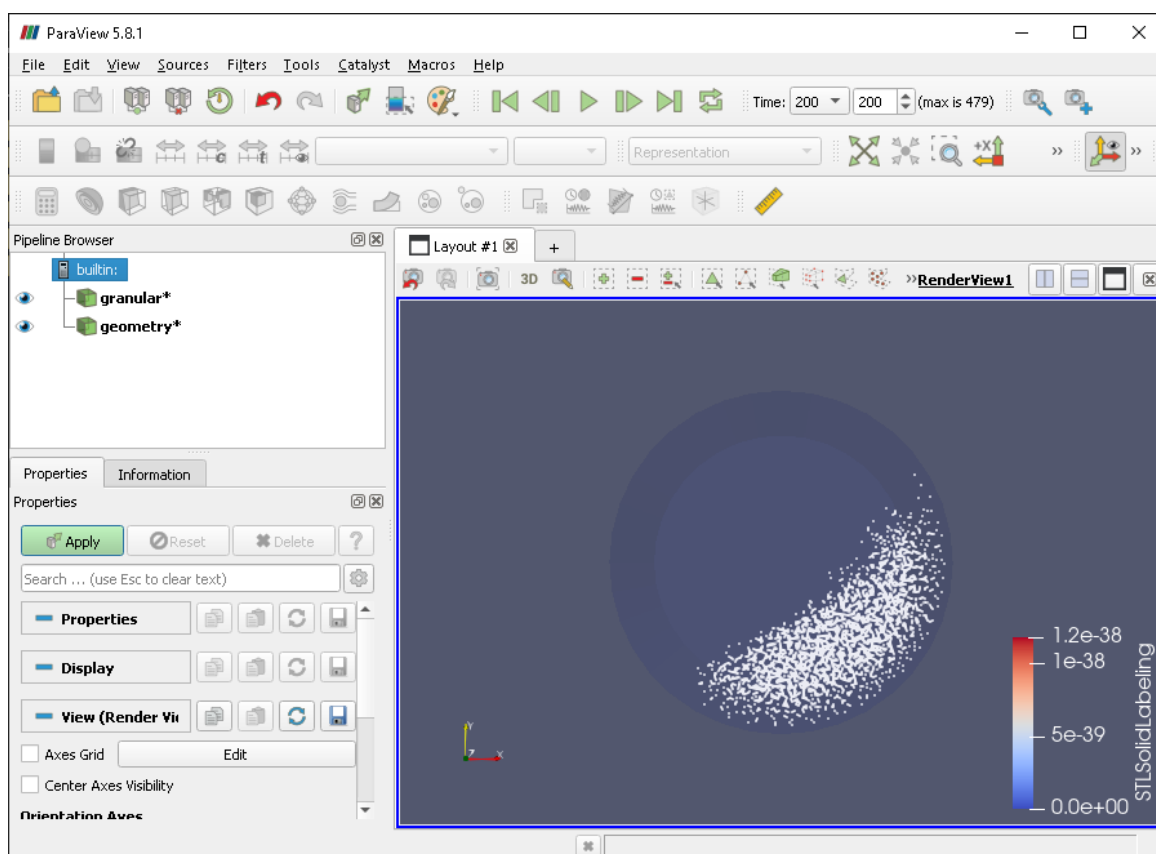 ParaView 5.8.1
File Edit View Sources Filters Tools Catalyst Macros Help
Time: 200 200 (max is 479)
Representation
+X
Pipeline Browser
builtin:
granular*
geometry*
Layout #1
+
3D
»RenderView1
Properties Information
Properties
Apply Reset Delete ?
Search ... (use Esc to clear text)
Properties
Display
View (Render Vie
Axes Grid Edit
Center Axes Visibility
Orientation Axes
Y
Z X
1.2e-38
1e-38
5e-39
0.0e+00
STLSolidLabeling